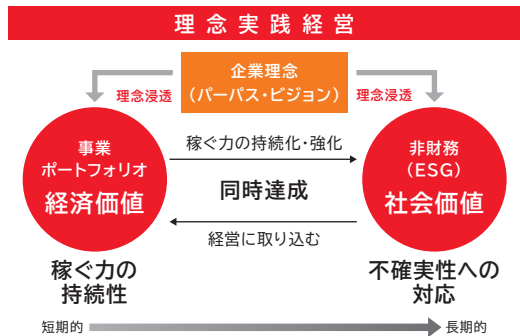 理念実践経営
企業理念
（パーパス・ビジョン）
理念浸透
理念浸透
事業
ポートフォリオ
経済価値
稼ぐ力の持続化・強化
同時達成
経営に取り込む
非財務
（ESG）
社会価値
稼ぐ力の
持続性
不確実性への
対応
短期的
長期的